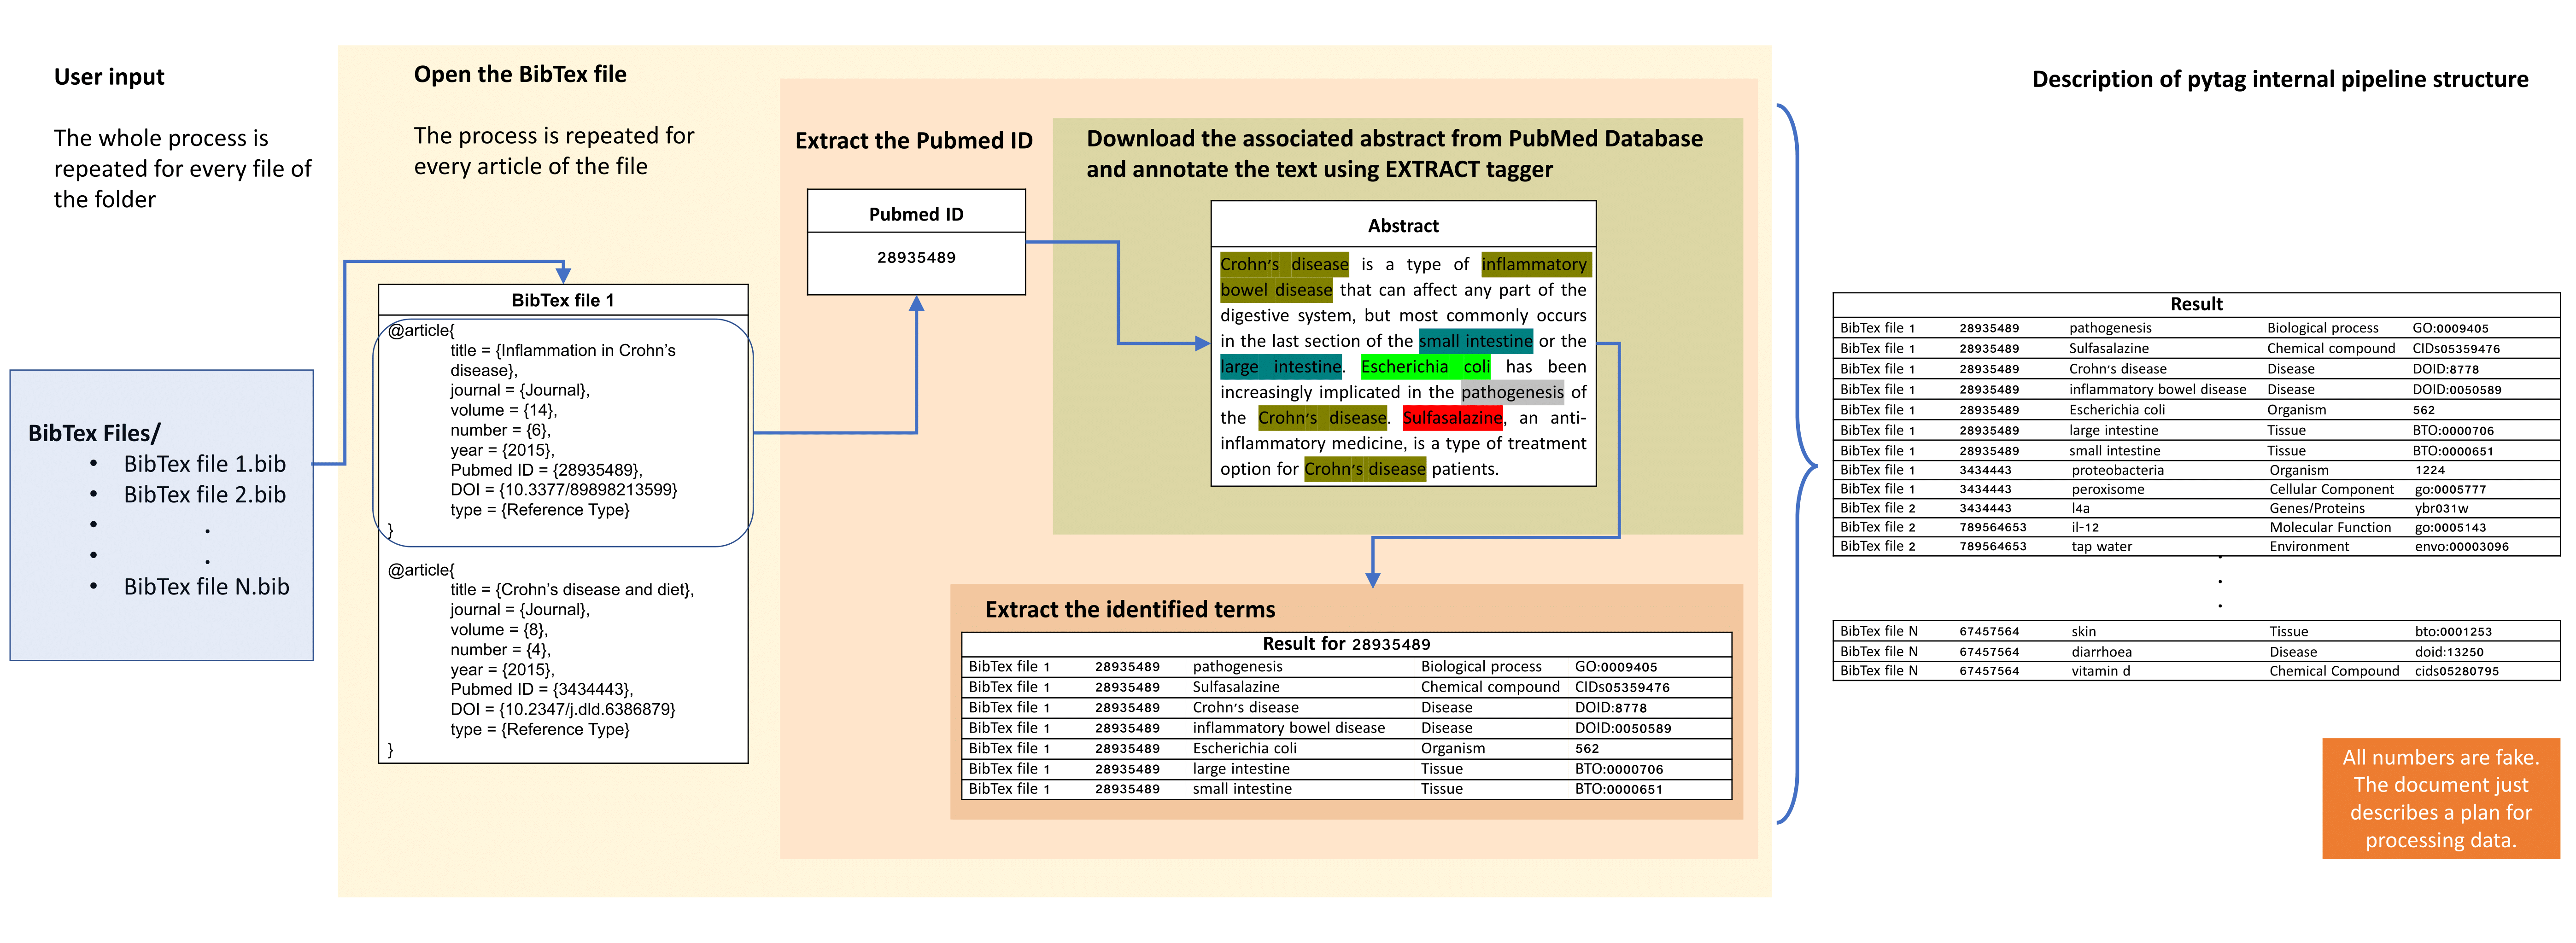 User input
The whole process is
repeated for every file of
the folder
BibTex Files/
• BibTex file 1.bib
• BibTex file 2.bib
• .
• .
• BibTex file N.bib
Open the BibTex file
The process is repeated for
every article of the file
BibTex file 1
@article{
title = {Inflammation in Crohn’s
disease},
journal = {Journal},
volume = {14},
number = {6},
year = {2015},
Pubmed ID = {28935489},
DOI = {10.3377/89898213599}
type = {Reference Type}
}
@article{
title = {Crohn’s disease and diet},
journal = {Journal},
volume = {8},
number = {4},
year = {2015},
Pubmed ID = {3434443},
DOI = {10.2347/j.dld.6386879}
type = {Reference Type}
}
Extract the Pubmed ID
Pubmed ID
28935489
Download the associated abstract from PubMed Database
and annotate the text using EXTRACT tagger
Abstract
Crohn’s disease is a type of inflammatory
bowel disease that can affect any part of the
digestive system, but most commonly occurs
in the last section of the small intestine or the
large intestine. Escherichia coli has been
increasingly implicated in the pathogenesis of
the Crohn’s disease. Sulfasalazine, an anti-
inflammatory medicine, is a type of treatment
option for Crohn’s disease patients.
Extract the identified terms
Result for 28935489
BibTex file 1 28935489 pathogenesis Biological process GO:0009405
BibTex file 1 28935489 Sulfasalazine Chemical compound CIDs05359476
BibTex file 1 28935489 Crohn’s disease Disease DOID:8778
BibTex file 1 28935489 inflammatory bowel disease Disease DOID:0050589
BibTex file 1 28935489 Escherichia coli Organism 562
BibTex file 1 28935489 large intestine Tissue BTO:0000706
BibTex file 1 28935489 small intestine Tissue BTO:0000651
Description of pytag internal pipeline structure
Result
BibTex file 1 28935489 pathogenesis Biological process GO:0009405
BibTex file 1 28935489 Sulfasalazine Chemical compound CIDs05359476
BibTex file 1 28935489 Crohn’s disease Disease DOID:8778
BibTex file 1 28935489 inflammatory bowel disease Disease DOID:0050589
BibTex file 1 28935489 Escherichia coli Organism 562
BibTex file 1 28935489 large intestine Tissue BTO:0000706
BibTex file 1 28935489 small intestine Tissue BTO:0000651
BibTex file 1 3434443 proteobacteria Organism 1224
BibTex file 1 3434443 peroxisome Cellular Component go:0005777
BibTex file 2 3434443 l4a Genes/Proteins ybr031w
BibTex file 2 789564653 il-12 Molecular Function go:0005143
BibTex file 2 789564653 tap water Environment envo:00003096
.
.
.
BibTex file N 67457564 skin Tissue bto:0001253
BibTex file N 67457564 diarrhoea Disease doid:13250
BibTex file N 67457564 vitamin d Chemical Compound cids05280795
All numbers are fake.
The document just
describes a plan for
processing data.